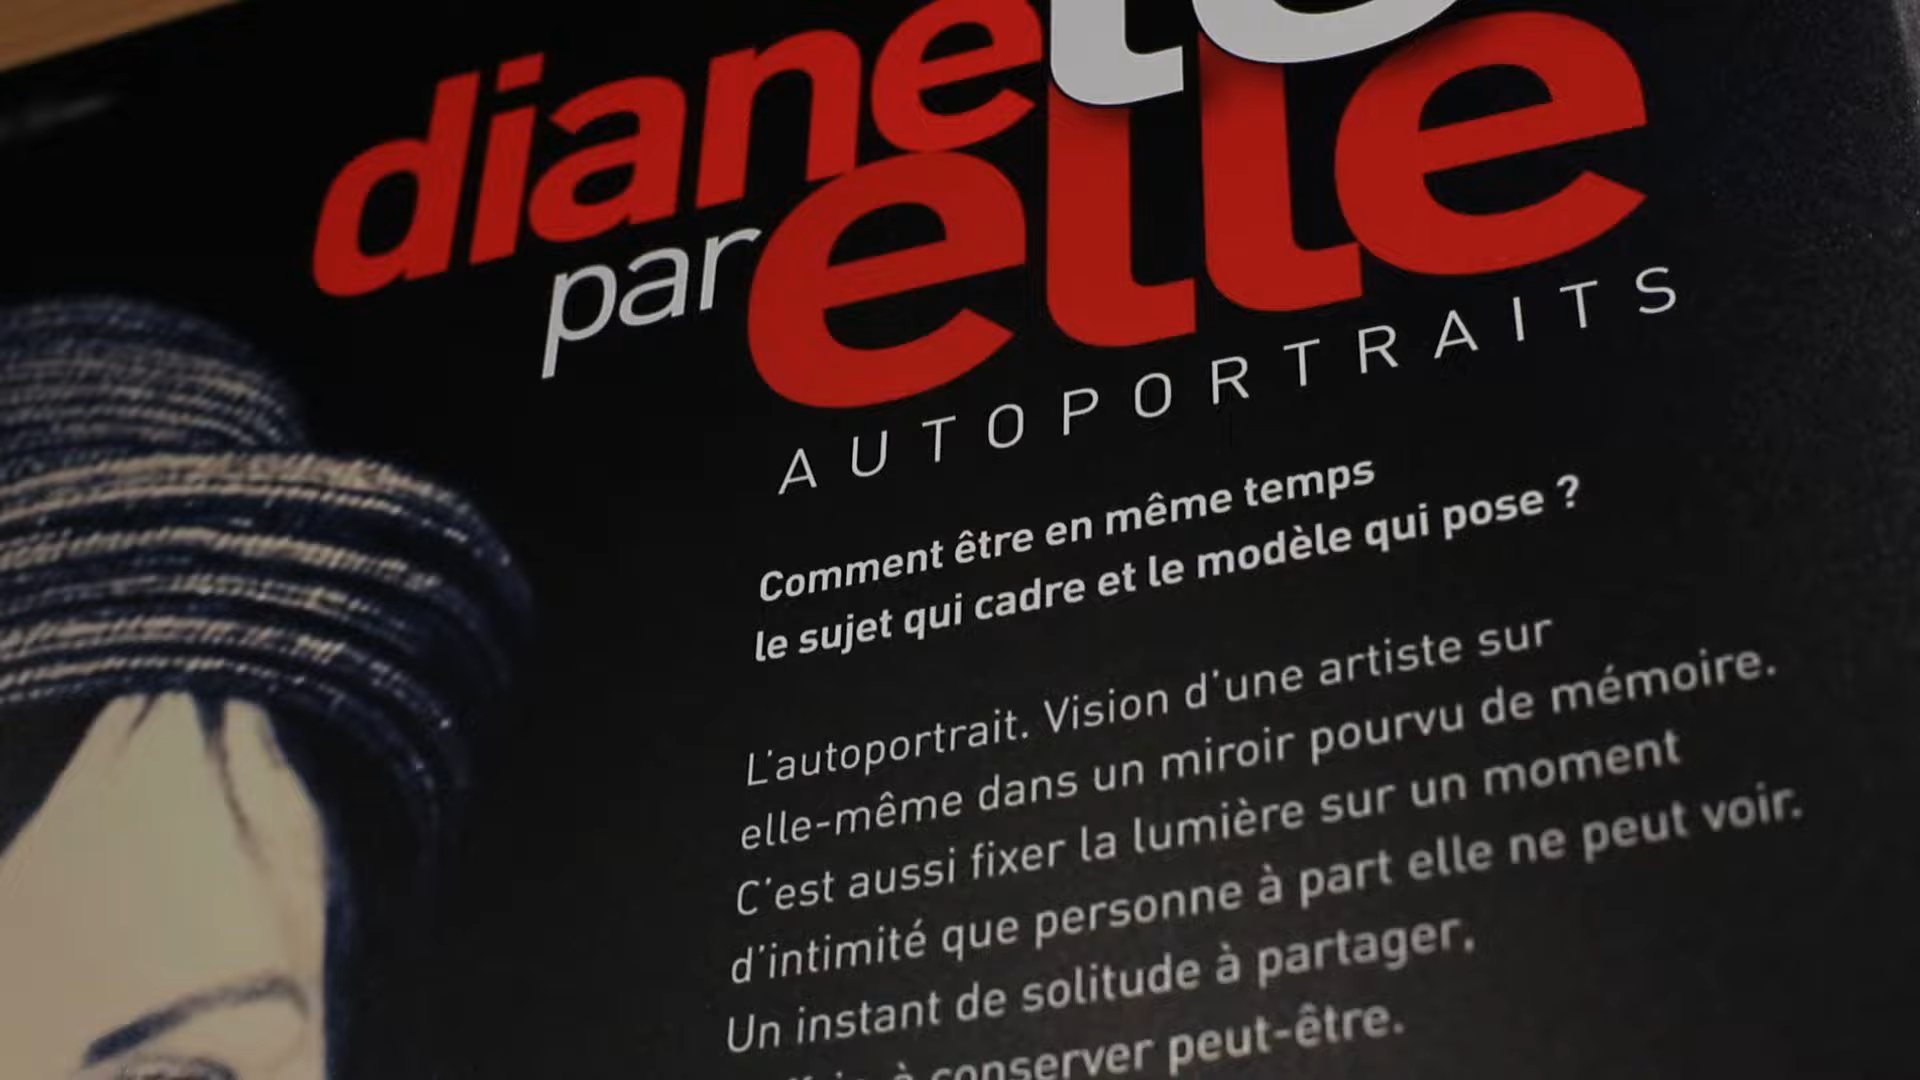 diane
par elle
AUTOPORTRAITS
Comment être en même temps
le sujet qui cadre et le modèle qui pose ?
L'autoportrait. Vision d'une artiste sur
elle-même dans un miroir pourvu de mémoire.
C'est aussi fixer la lumière sur un moment
d'intimité que personne à part elle ne peut voir.
Un instant de solitude à partager,
à conserver peut-être.